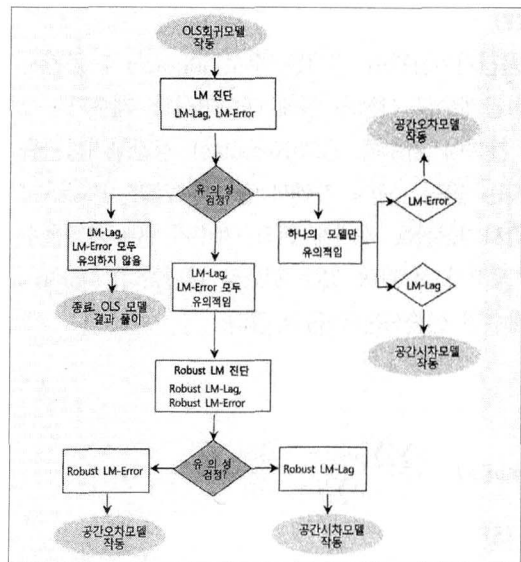 OLS회귀모델
작동
LM 진단
LM-Lag, LM-Error
유 의 성
검정?
LM-Lag,
LM-Error 모두
유의하지 않음
종료: OLS 모델
결과 풀이
LM-Lag,
LM-Error 모두
유의적임
하나의 모델만
유의적임
LM-Error
공간오차모델
작동
LM-Lag
공간시차모델
작동
Robust LM 진단
Robust LM-Lag,
Robust LM-Error
유 의 성
검정?
Robust LM-Error
Robust LM-Lag
공간오차모델
작동
공간시차모델
작동